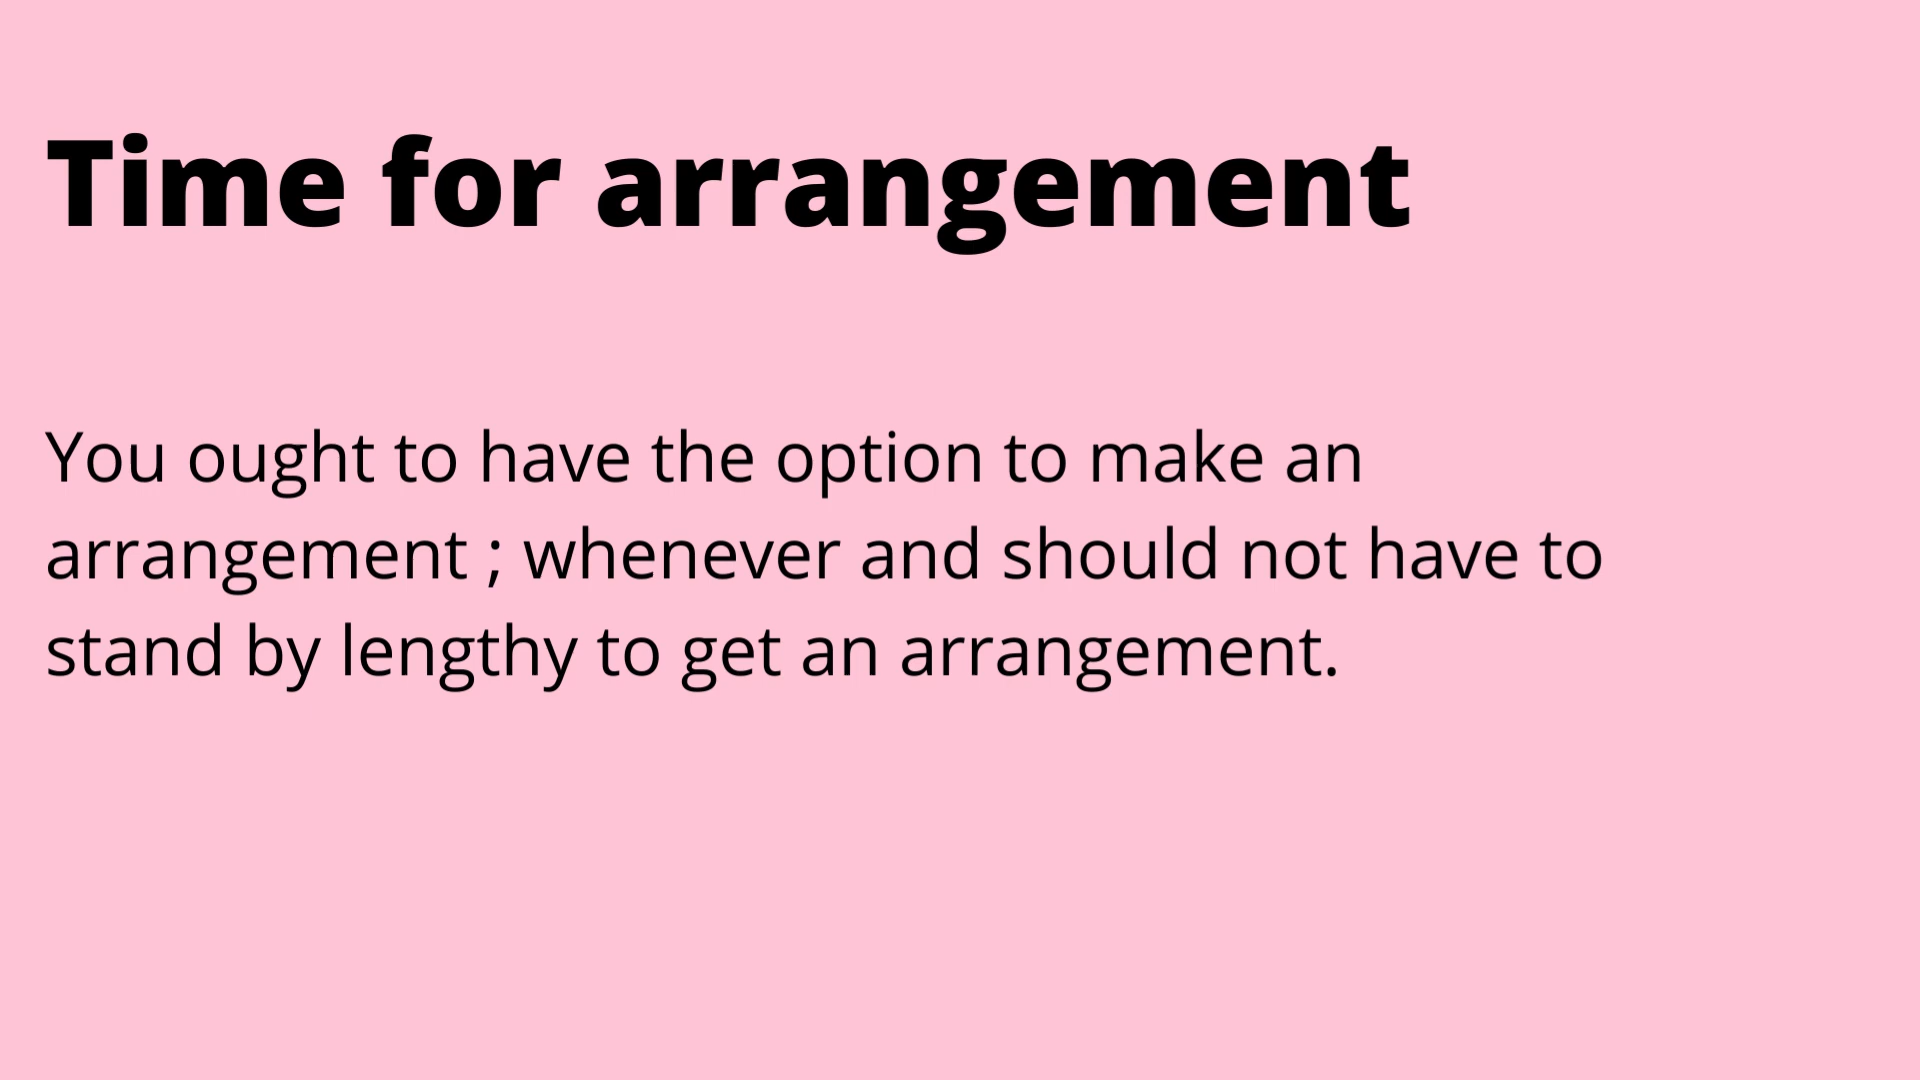 Time for arrangement
You ought to have the option to make an
arrangement ; whenever and should not have to
stand by lengthy to get an arrangement.